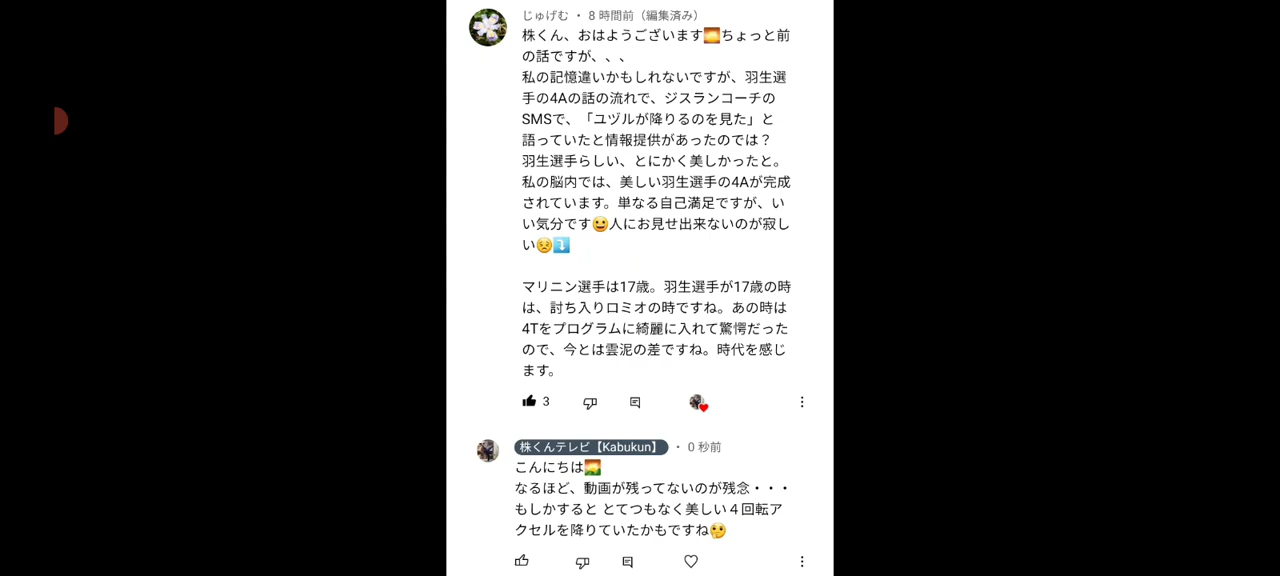 じゅげむ ・ 8 時間前（編集済み）
株くん、おはようございます🌅ちょっと前
の話ですが、、、
私の記憶違いかもしれないですが、羽生選
手の4Aの話の流れで、ジスランコーチの
SMSで、「ユヅルが降りるのを見た」と
語っていたと情報提供があったのでは？
羽生選手らしい、とにかく美しかったと。
私の脳内では、美しい羽生選手の4Aが完成
されています。単なる自己満足ですが、い
い気分です😀人にお見せ出来ないのが寂し
い😣⤵️
マリニン選手は17歳。羽生選手が17歳の時
は、討ち入りロミオの時ですね。あの時は
4Tをプログラムに綺麗に入れて驚愕だった
ので、今とは雲泥の差ですね。時代を感じ
ます。
3
株くんテレビ【Kabukun】 ・ 0 秒前
こんにちは🌄
なるほど、動画が残ってないのが残念・・・
もしかすると とてつもなく美しい４回転ア
クセルを降りていたかもですね🤔